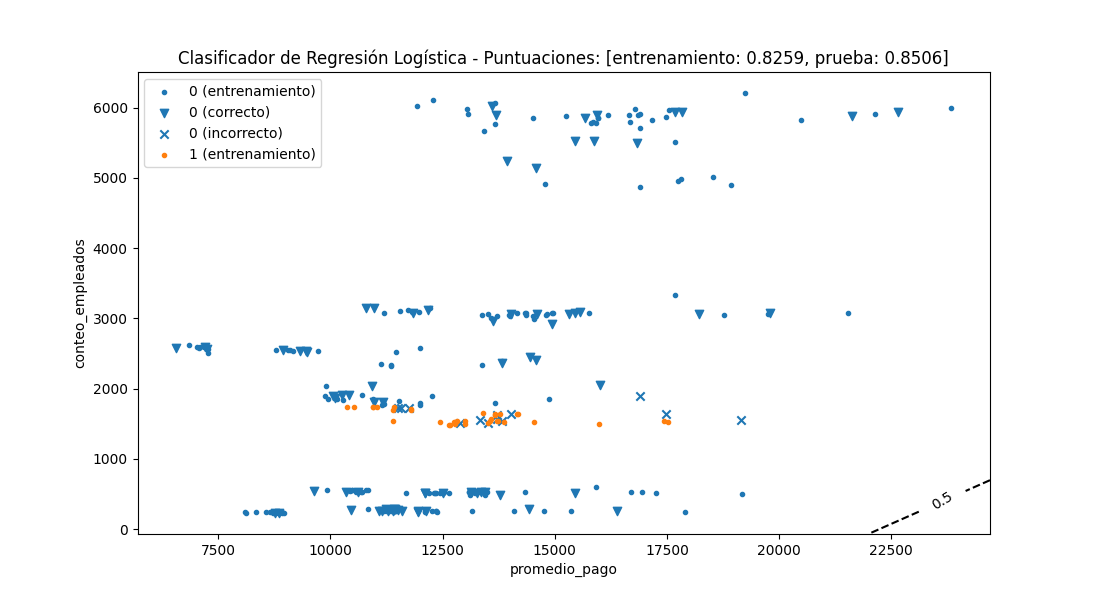 Clasificador de Regresión Logística - Puntuaciones: [entrenamiento: 0.8259, prueba: 0.8506]
0 (entrenamiento)
0 (correcto)
0 (incorrecto)
1 (entrenamiento)
conteo_empleados
6000
5000
4000
3000
2000
1000
0
0.5
7500 10000 12500 15000 17500 20000 22500
promedio_pago